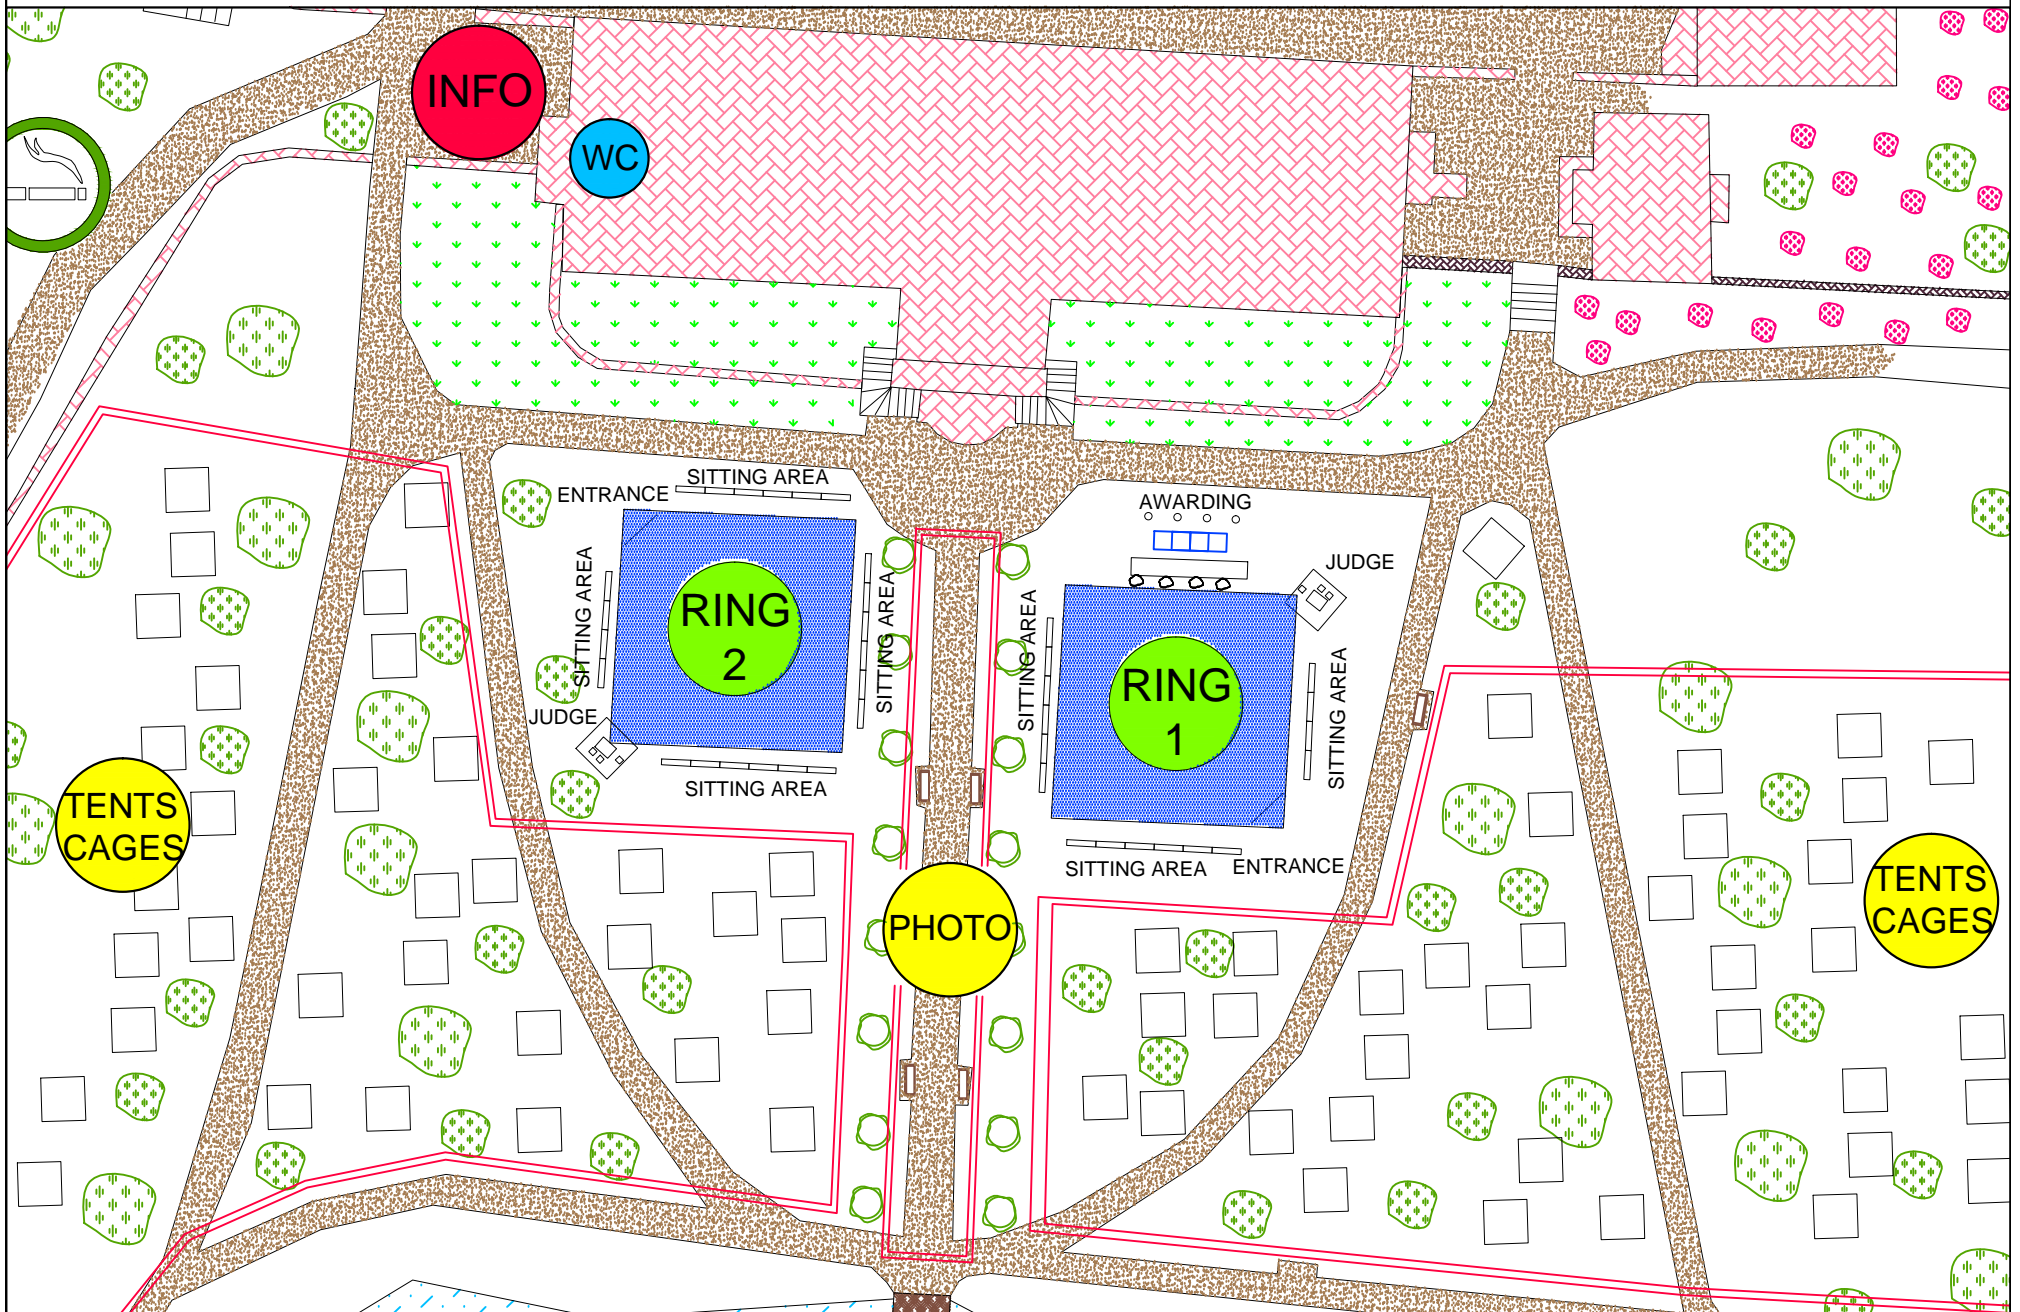 INFO
WC
SITTING AREA
ENTRANCE
AWARDING
JUDGE
SITTING AREA
RING
2
SITTING AREA
SITTING AREA
RING
1
SITTING AREA
JUDGE
SITTING AREA
TENTS
CAGES
SITTING AREA
ENTRANCE
PHOTO
TENTS
CAGES